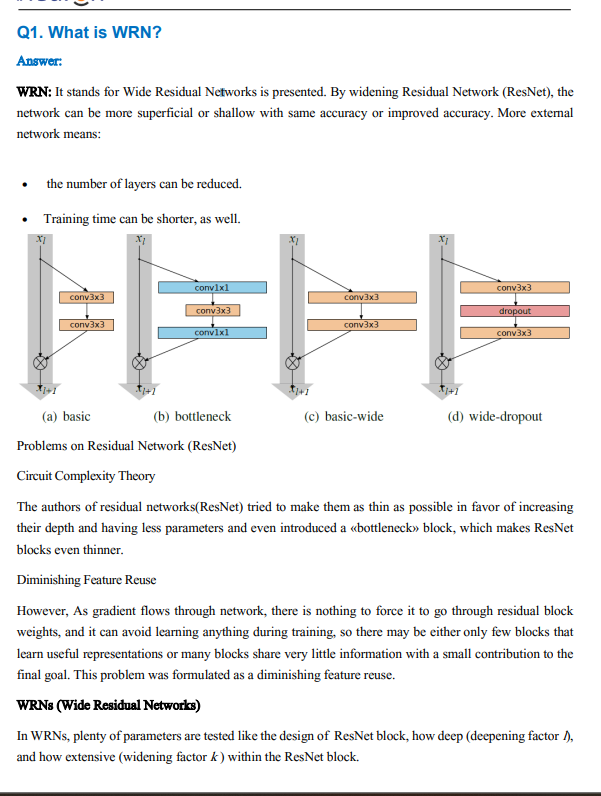 Q1. What is WRN?
Answer:
WRN: It stands for Wide Residual Networks is presented. By widening Residual Network (ResNet), the
network can be more superficial or shallow with same accuracy or improved accuracy. More external
network means:
• the number of layers can be reduced.
• Training time can be shorter, as well.
xl xl xl xl
conv3x3
conv3x3
xl+1
conv1x1
conv3x3
conv1x1
xl+1
conv3x3
conv3x3
xl+1
conv3x3
dropout
conv3x3
xl+1
(a) basic (b) bottleneck (c) basic-wide (d) wide-dropout
Problems on Residual Network (ResNet)
Circuit Complexity Theory
The authors of residual networks(ResNet) tried to make them as thin as possible in favor of increasing
their depth and having less parameters and even introduced a «bottleneck» block, which makes ResNet
blocks even thinner.
Diminishing Feature Reuse
However, As gradient flows through network, there is nothing to force it to go through residual block
weights, and it can avoid learning anything during training, so there may be either only few blocks that
learn useful representations or many blocks share very little information with a small contribution to the
final goal. This problem was formulated as a diminishing feature reuse.
WRNs (Wide Residual Networks)
In WRNs, plenty of parameters are tested like the design of ResNet block, how deep (deepening factor l),
and how extensive (widening factor k ) within the ResNet block.